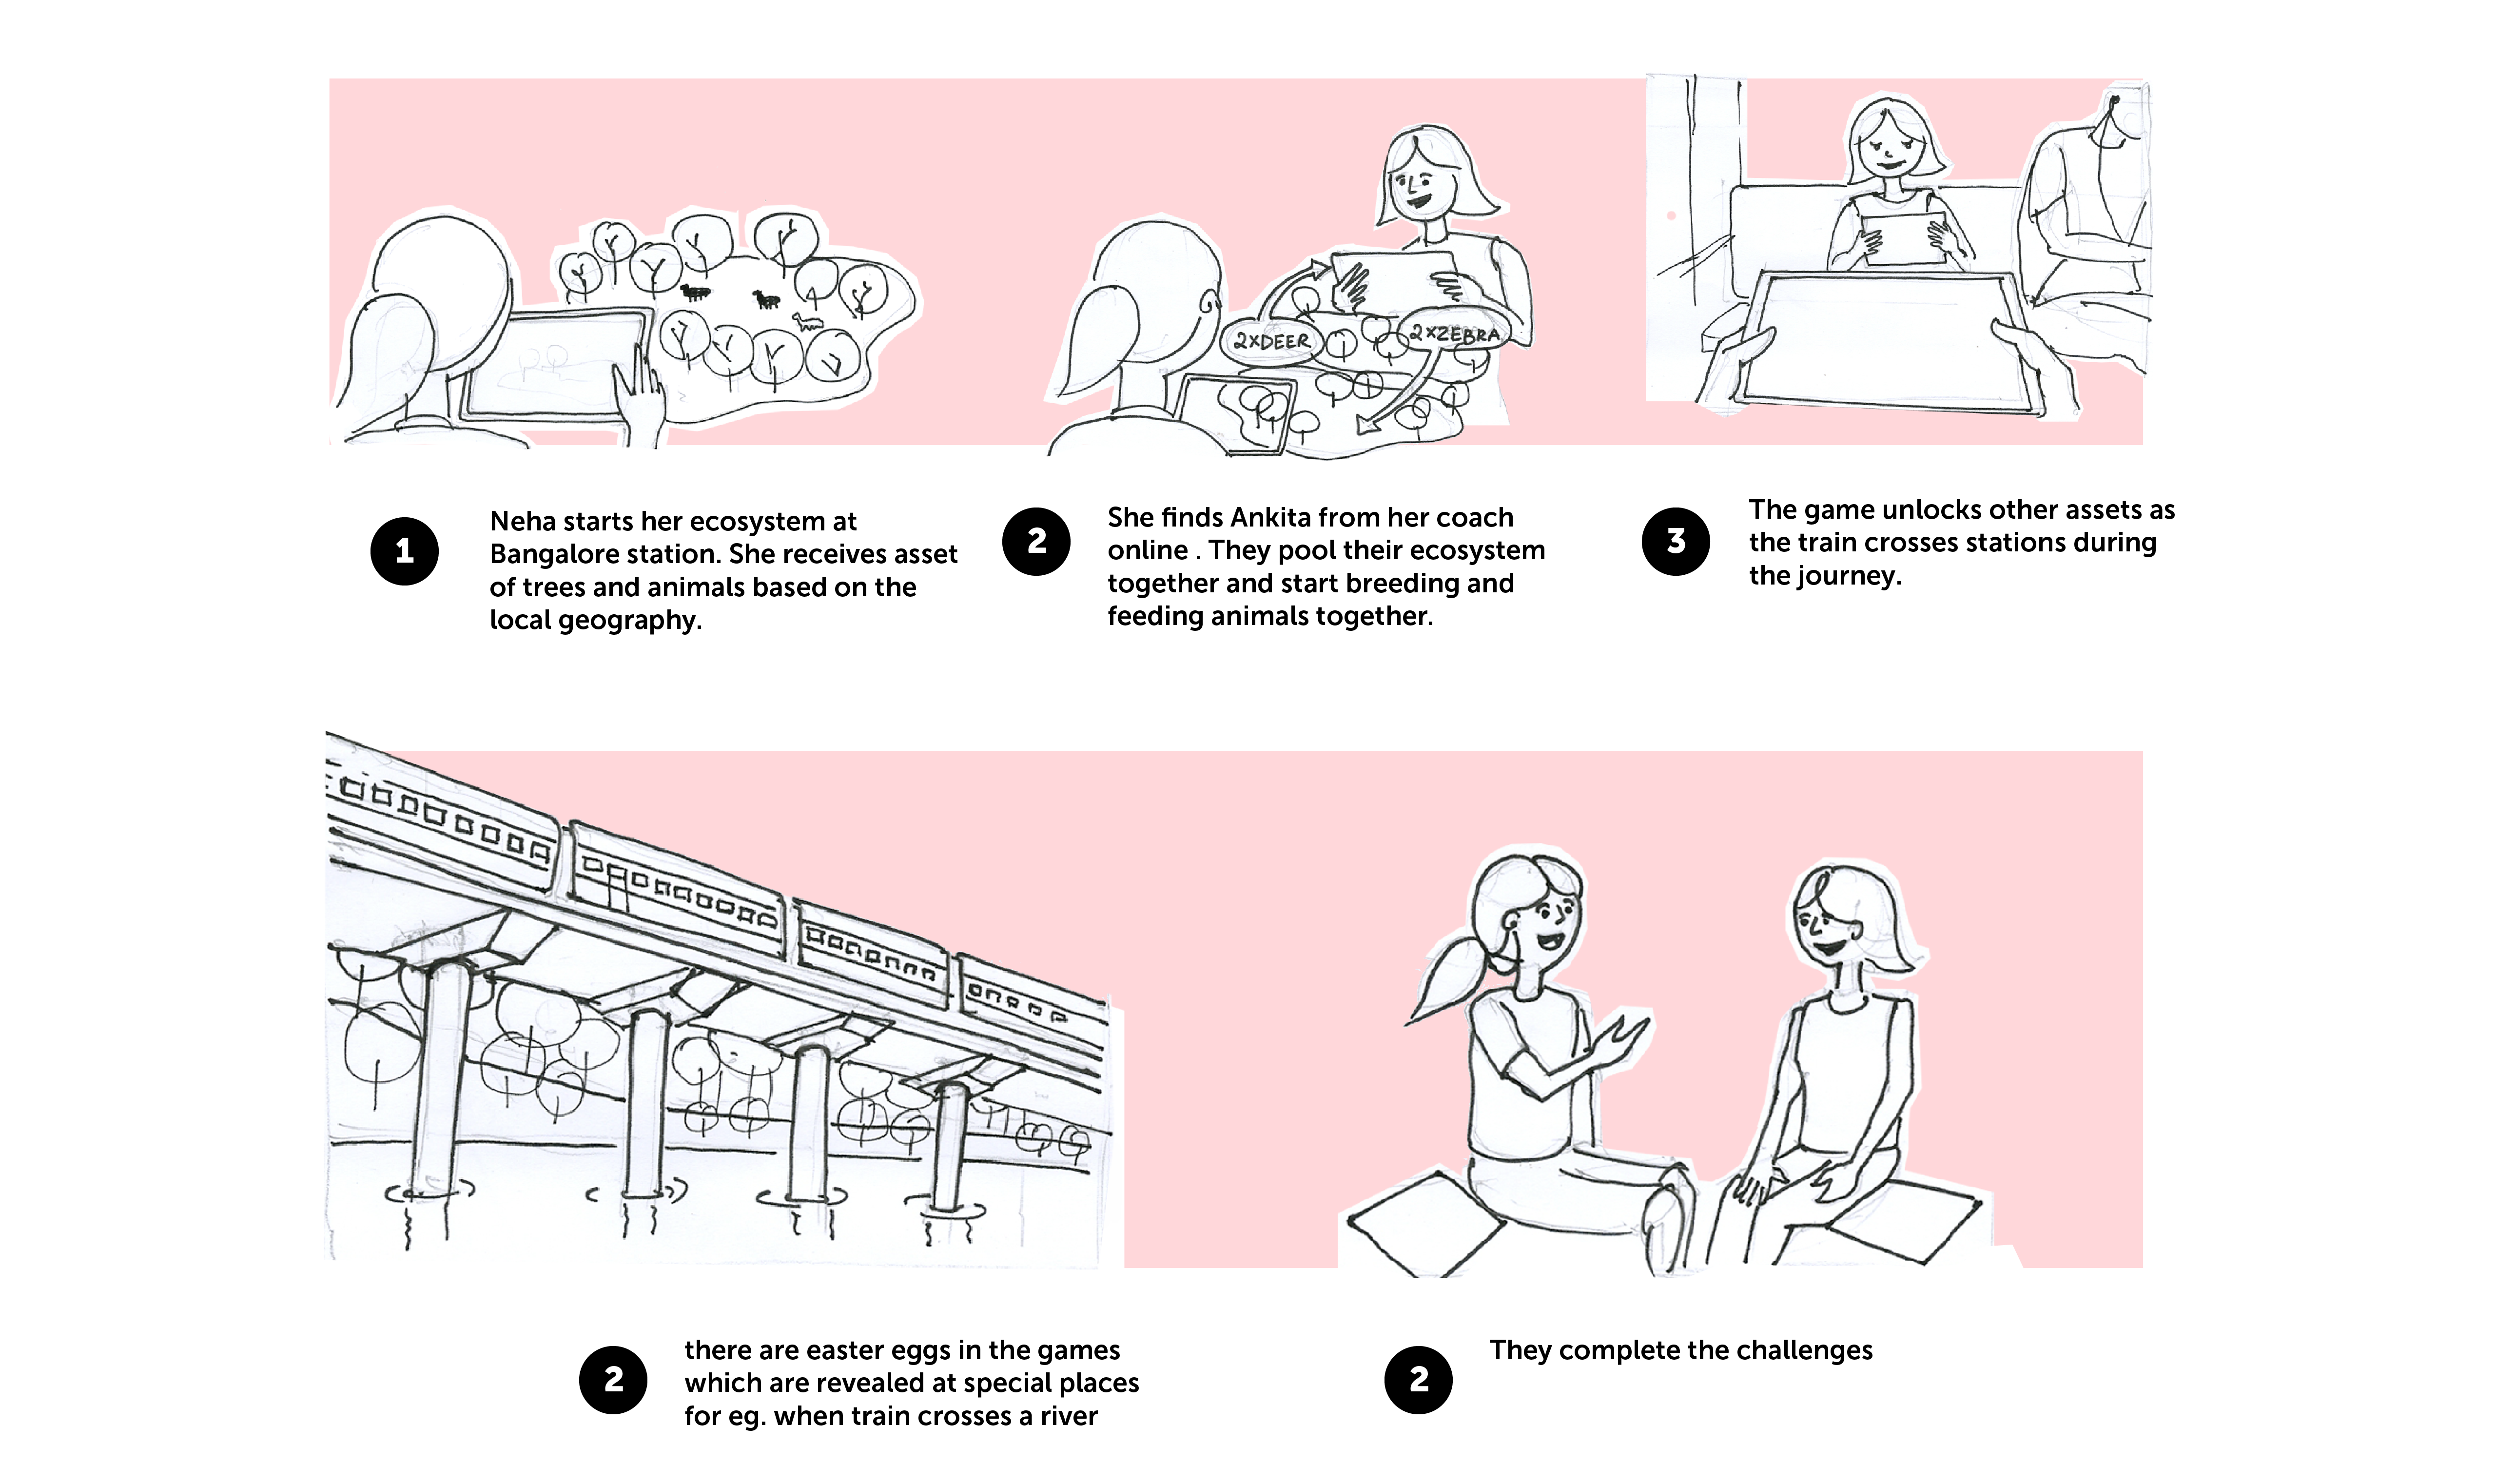 2XDEER
2XZEBRA
1
Neha starts her ecosystem at
Bangalore station. She receives asset
of trees and animals based on the
local geography.
2
She finds Ankita from her coach
online . They pool their ecosystem
together and start breeding and
feeding animals together.
3
The game unlocks other assets as
the train crosses stations during
the journey.
2
there are easter eggs in the games
which are revealed at special places
for eg. when train crosses a river
2
They complete the challenges